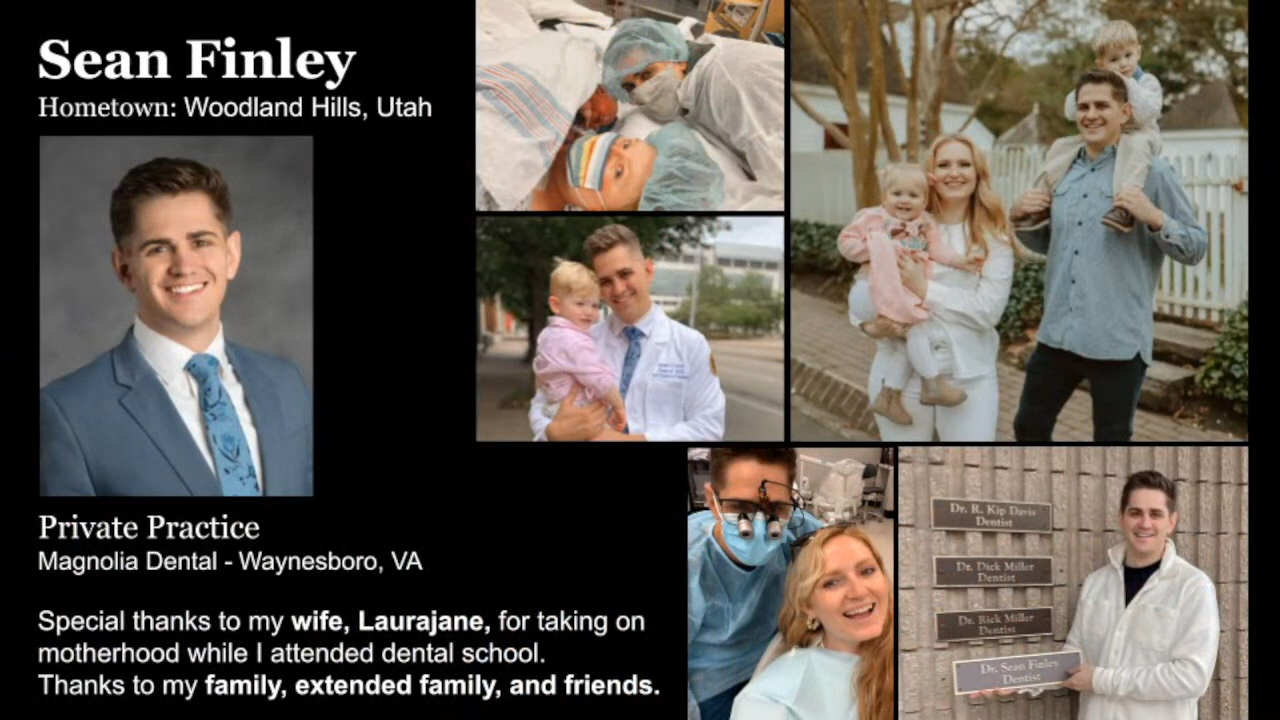 Sean Finley
Hometown: Woodland Hills, Utah
Private Practice
Magnolia Dental - Waynesboro, VA
Special thanks to my wife, Laurajane, for taking on
motherhood while I attended dental school.
Thanks to my family, extended family, and friends.
Dr. R. Kip Davis
Dentist
Dr. Dick Miller
Dentist
Dr. Rick Miller
Dentist
Dr. Sean Finley
Dentist